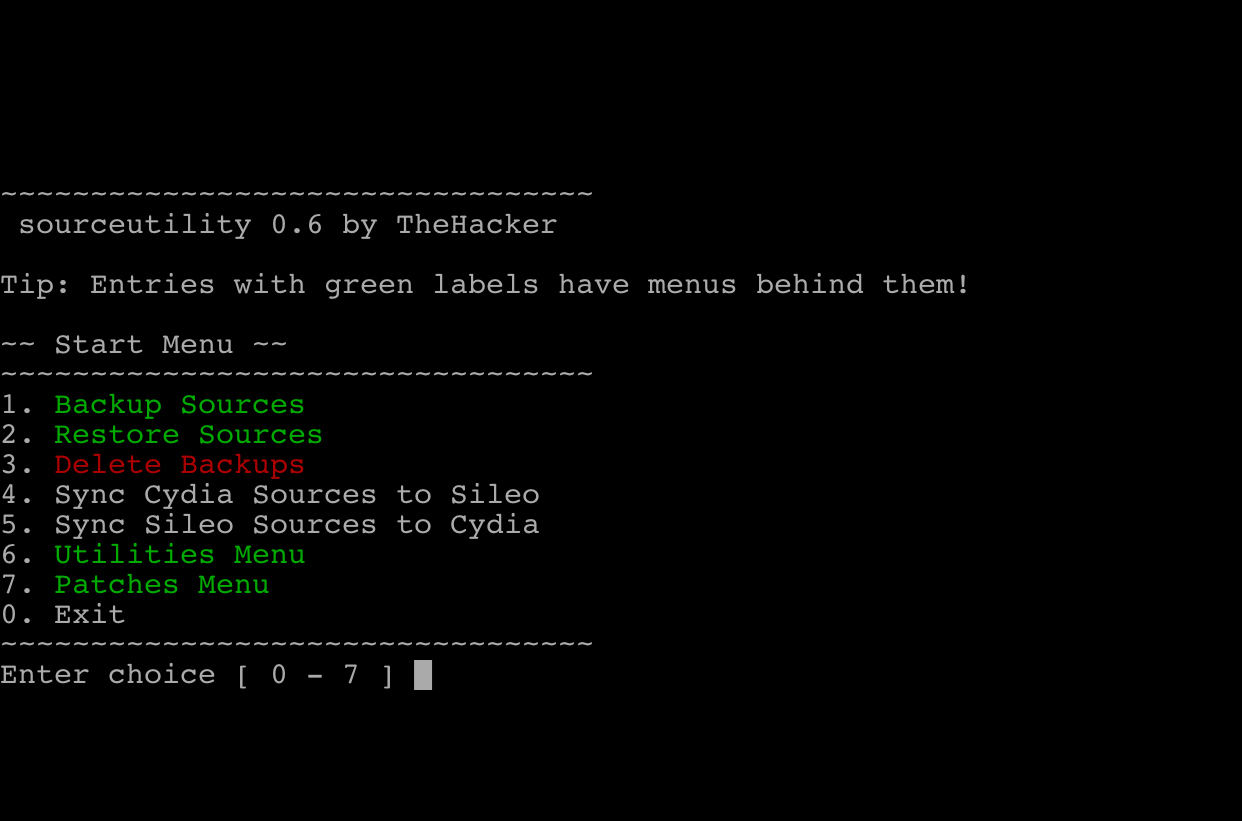 ~~~~~~~~~~~~~~~~~~~~~~~~~~~~~~~~~
sourceutility 0.6 by TheHacker
Tip: Entries with green labels have menus behind them!
~~ Start Menu ~~
~~~~~~~~~~~~~~~~~~~~~~~~~~~~~~~~~
1. Backup Sources
2. Restore Sources
3. Delete Backups
4. Sync Cydia Sources to Sileo
5. Sync Sileo Sources to Cydia
6. Utilities Menu
7. Patches Menu
0. Exit
~~~~~~~~~~~~~~~~~~~~~~~~~~~~~~~~~
Enter choice [ 0 - 7 ]